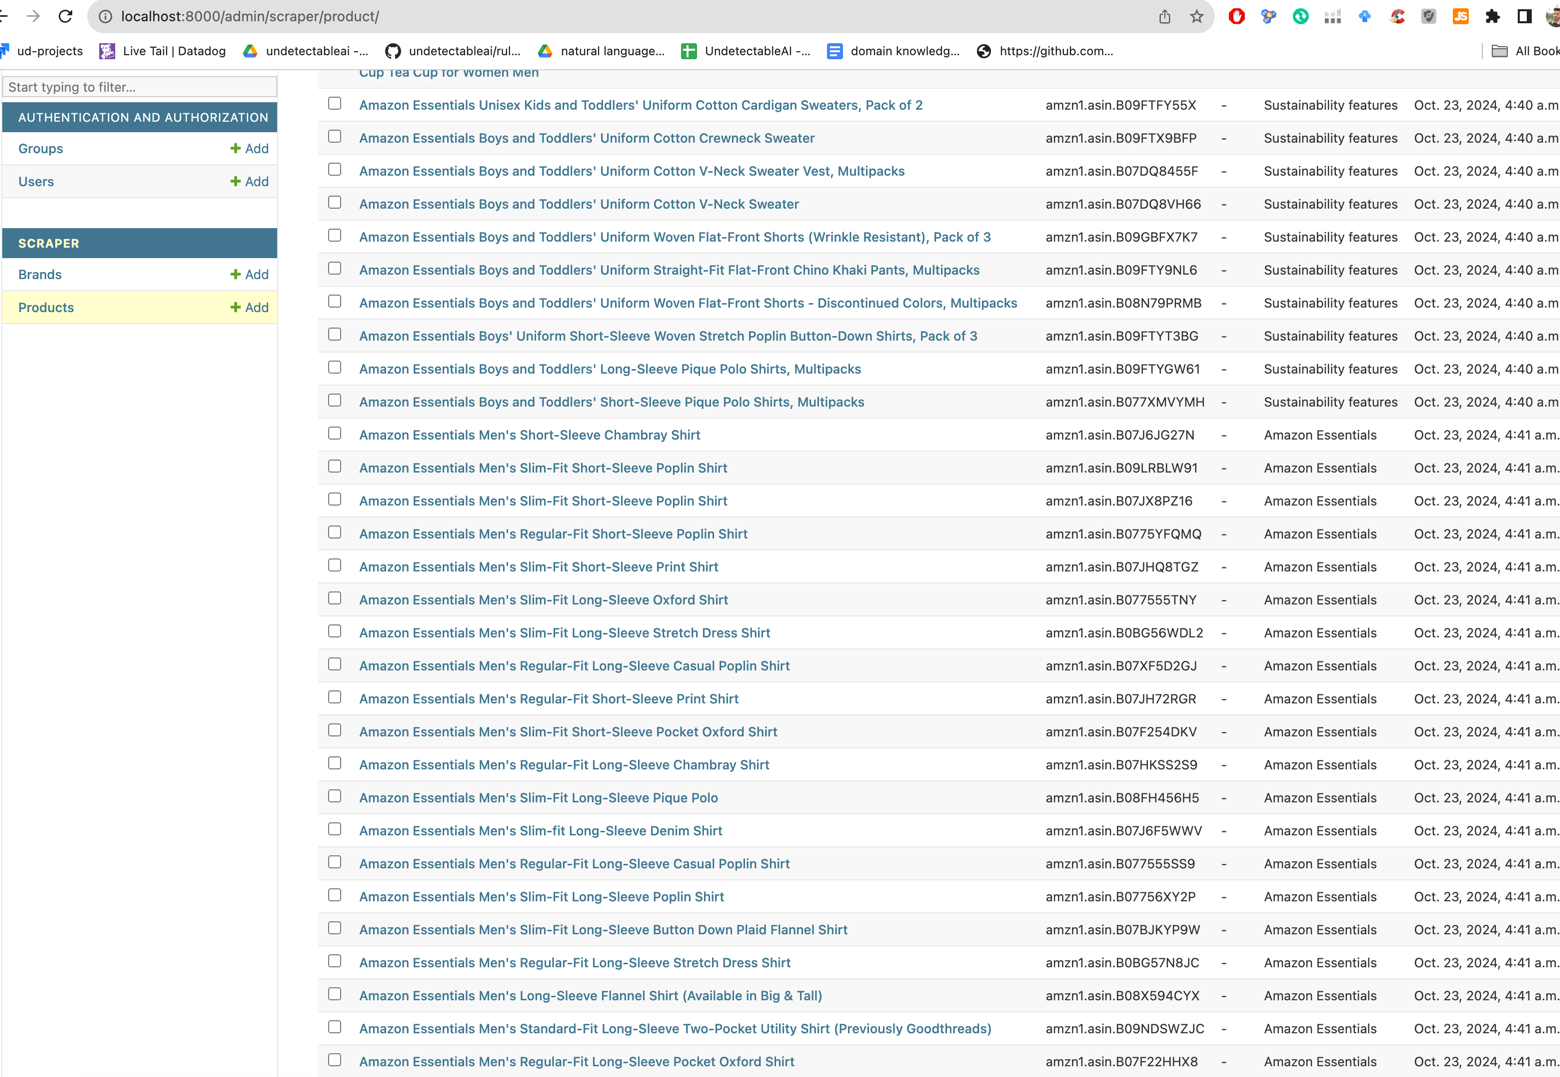 localhost:8000/admin/scraper/product/
ud-projects Live Tail | Datadog undetectableai -... undetectableai/rul... natural language... UndetectableAI -... domain knowledg... https://github.com... All Book
Start typing to filter...
AUTHENTICATION AND AUTHORIZATION
Groups + Add
Users + Add
SCRAPER
Brands + Add
Products + Add
Cup Tea Cup for Women Men
Amazon Essentials Unisex Kids and Toddlers' Uniform Cotton Cardigan Sweaters, Pack of 2 amzn1.asin.B09FTFY55X - Sustainability features Oct. 23, 2024, 4:40 a.m
Amazon Essentials Boys and Toddlers' Uniform Cotton Crewneck Sweater amzn1.asin.B09FTX9BFP - Sustainability features Oct. 23, 2024, 4:40 a.m
Amazon Essentials Boys and Toddlers' Uniform Cotton V-Neck Sweater Vest, Multipacks amzn1.asin.B07DQ8455F - Sustainability features Oct. 23, 2024, 4:40 a.m
Amazon Essentials Boys and Toddlers' Uniform Cotton V-Neck Sweater amzn1.asin.B07DQ8VH66 - Sustainability features Oct. 23, 2024, 4:40 a.m
Amazon Essentials Boys and Toddlers' Uniform Woven Flat-Front Shorts (Wrinkle Resistant), Pack of 3 amzn1.asin.B09GBFX7K7 - Sustainability features Oct. 23, 2024, 4:40 a.m
Amazon Essentials Boys and Toddlers' Uniform Straight-Fit Flat-Front Chino Khaki Pants, Multipacks amzn1.asin.B09FTY9NL6 - Sustainability features Oct. 23, 2024, 4:40 a.m
Amazon Essentials Boys and Toddlers' Uniform Woven Flat-Front Shorts - Discontinued Colors, Multipacks amzn1.asin.B08N79PRMB - Sustainability features Oct. 23, 2024, 4:40 a.m
Amazon Essentials Boys' Uniform Short-Sleeve Woven Stretch Poplin Button-Down Shirts, Pack of 3 amzn1.asin.B09FTYT3BG - Sustainability features Oct. 23, 2024, 4:40 a.m
Amazon Essentials Boys and Toddlers' Long-Sleeve Pique Polo Shirts, Multipacks amzn1.asin.B09FTYGW61 - Sustainability features Oct. 23, 2024, 4:40 a.m
Amazon Essentials Boys and Toddlers' Short-Sleeve Pique Polo Shirts, Multipacks amzn1.asin.B077XMVYMH - Sustainability features Oct. 23, 2024, 4:40 a.m
Amazon Essentials Men's Short-Sleeve Chambray Shirt amzn1.asin.B07J6JG27N - Amazon Essentials Oct. 23, 2024, 4:41 a.m.
Amazon Essentials Men's Slim-Fit Short-Sleeve Poplin Shirt amzn1.asin.B09LRBLW91 - Amazon Essentials Oct. 23, 2024, 4:41 a.m.
Amazon Essentials Men's Slim-Fit Short-Sleeve Poplin Shirt amzn1.asin.B07JX8PZ16 - Amazon Essentials Oct. 23, 2024, 4:41 a.m.
Amazon Essentials Men's Regular-Fit Short-Sleeve Poplin Shirt amzn1.asin.B0775YFQMQ - Amazon Essentials Oct. 23, 2024, 4:41 a.m.
Amazon Essentials Men's Slim-Fit Short-Sleeve Print Shirt amzn1.asin.B07JHQ8TGZ - Amazon Essentials Oct. 23, 2024, 4:41 a.m.
Amazon Essentials Men's Slim-Fit Long-Sleeve Oxford Shirt amzn1.asin.B077555TNY - Amazon Essentials Oct. 23, 2024, 4:41 a.m.
Amazon Essentials Men's Slim-Fit Long-Sleeve Stretch Dress Shirt amzn1.asin.B0BG56WDL2 - Amazon Essentials Oct. 23, 2024, 4:41 a.m.
Amazon Essentials Men's Regular-Fit Long-Sleeve Casual Poplin Shirt amzn1.asin.B07XF5D2GJ - Amazon Essentials Oct. 23, 2024, 4:41 a.m.
Amazon Essentials Men's Regular-Fit Short-Sleeve Print Shirt amzn1.asin.B07JH72RGR - Amazon Essentials Oct. 23, 2024, 4:41 a.m.
Amazon Essentials Men's Slim-Fit Short-Sleeve Pocket Oxford Shirt amzn1.asin.B07F254DKV - Amazon Essentials Oct. 23, 2024, 4:41 a.m.
Amazon Essentials Men's Regular-Fit Long-Sleeve Chambray Shirt amzn1.asin.B07HKSS2S9 - Amazon Essentials Oct. 23, 2024, 4:41 a.m.
Amazon Essentials Men's Slim-Fit Long-Sleeve Pique Polo amzn1.asin.B08FH456H5 - Amazon Essentials Oct. 23, 2024, 4:41 a.m.
Amazon Essentials Men's Slim-fit Long-Sleeve Denim Shirt amzn1.asin.B07J6F5WWV - Amazon Essentials Oct. 23, 2024, 4:41 a.m.
Amazon Essentials Men's Regular-Fit Long-Sleeve Casual Poplin Shirt amzn1.asin.B077555SS9 - Amazon Essentials Oct. 23, 2024, 4:41 a.m.
Amazon Essentials Men's Slim-Fit Long-Sleeve Poplin Shirt amzn1.asin.B07756XY2P - Amazon Essentials Oct. 23, 2024, 4:41 a.m.
Amazon Essentials Men's Slim-Fit Long-Sleeve Button Down Plaid Flannel Shirt amzn1.asin.B07BJKYP9W - Amazon Essentials Oct. 23, 2024, 4:41 a.m.
Amazon Essentials Men's Regular-Fit Long-Sleeve Stretch Dress Shirt amzn1.asin.B0BG57N8JC - Amazon Essentials Oct. 23, 2024, 4:41 a.m.
Amazon Essentials Men's Long-Sleeve Flannel Shirt (Available in Big & Tall) amzn1.asin.B08X594CYX - Amazon Essentials Oct. 23, 2024, 4:41 a.m.
Amazon Essentials Men's Standard-Fit Long-Sleeve Two-Pocket Utility Shirt (Previously Goodthreads) amzn1.asin.B09NDSWZJC - Amazon Essentials Oct. 23, 2024, 4:41 a.m.
Amazon Essentials Men's Regular-Fit Long-Sleeve Pocket Oxford Shirt amzn1.asin.B07F22HHX8 - Amazon Essentials Oct. 23, 2024, 4:41 a.m.